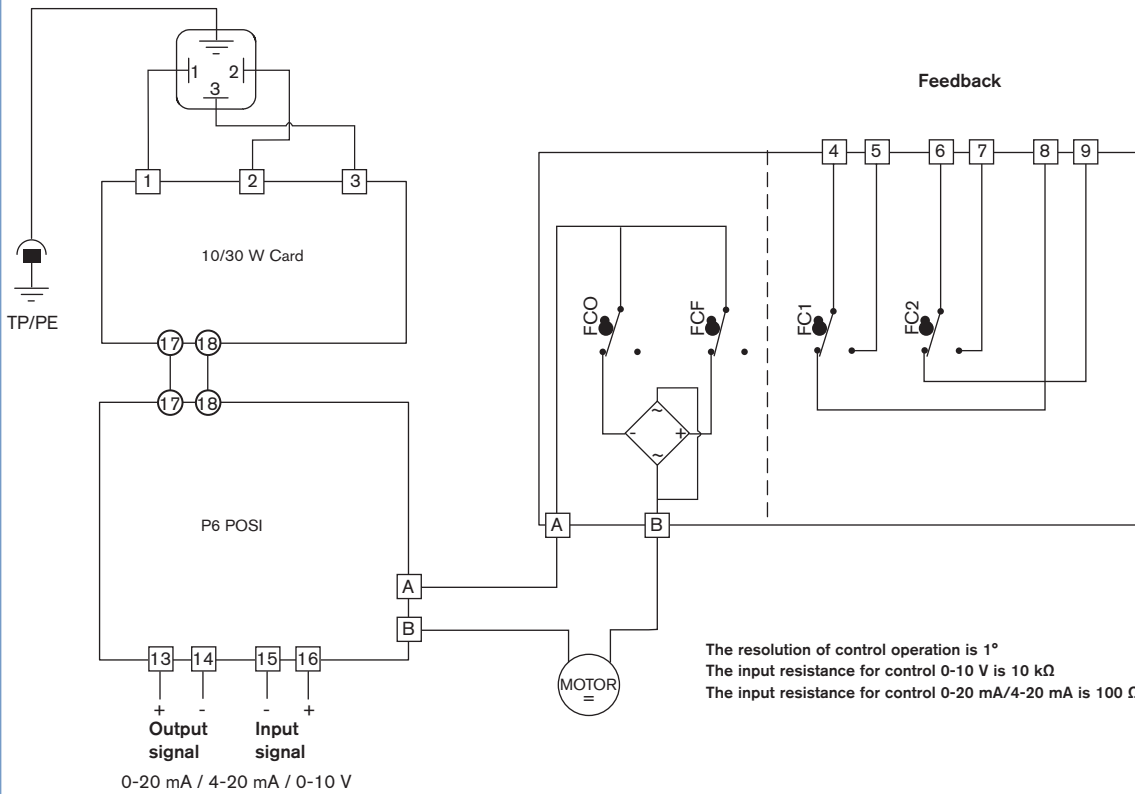 1 2
3
Feedback
1 2 3
4 5 6 7 8 9
10/30 W Card
TP/PE
FCO FCF FC1 FC2
17 18
17 18
~
- +
~
P6 POSI
A B
A
B
13 14 15 16
+ - - +
Output signal
Input signal
0-20 mA / 4-20 mA / 0-10 V
MOTOR
=
The resolution of control operation is 1°
The input resistance for control 0-10 V is 10 kΩ
The input resistance for control 0-20 mA/4-20 mA is 100 Ω